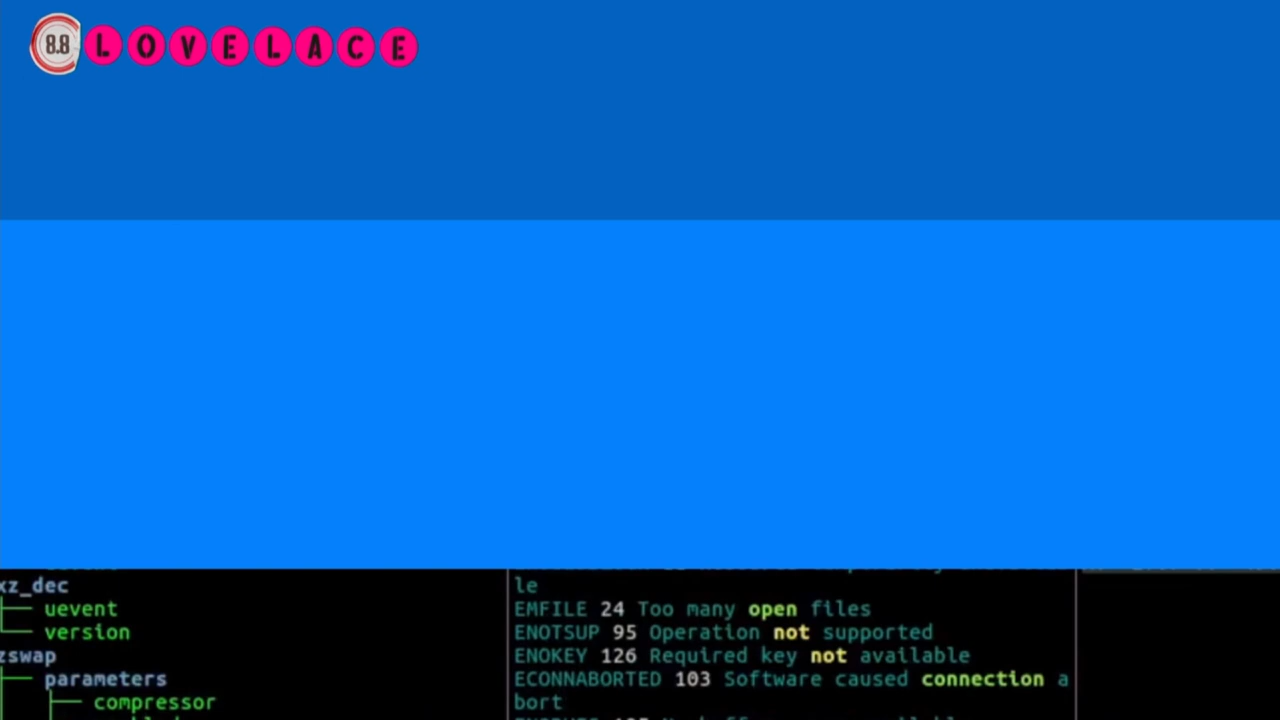 8.8 LOVELACE
xz_dec
├── uevent
└── version
zswap
├── parameters
├── compressor
le
EMFILE 24 Too many open files
ENOTSUP 95 Operation not supported
ENOKEY 126 Required key not available
ECONNABORTED 103 Software caused connection a
bort